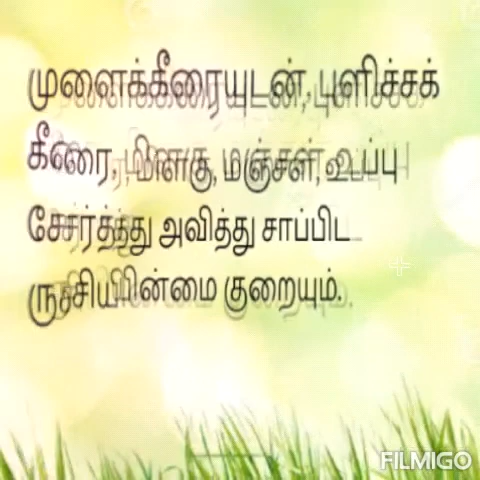 முளைக்கீரையுடன், புளிச்சக்
கீரை, மிளகு, மஞ்சள், உப்பு
சேர்த்து அவித்து சாப்பிட
ருசியின்மை குறையும்.
FILMIGO